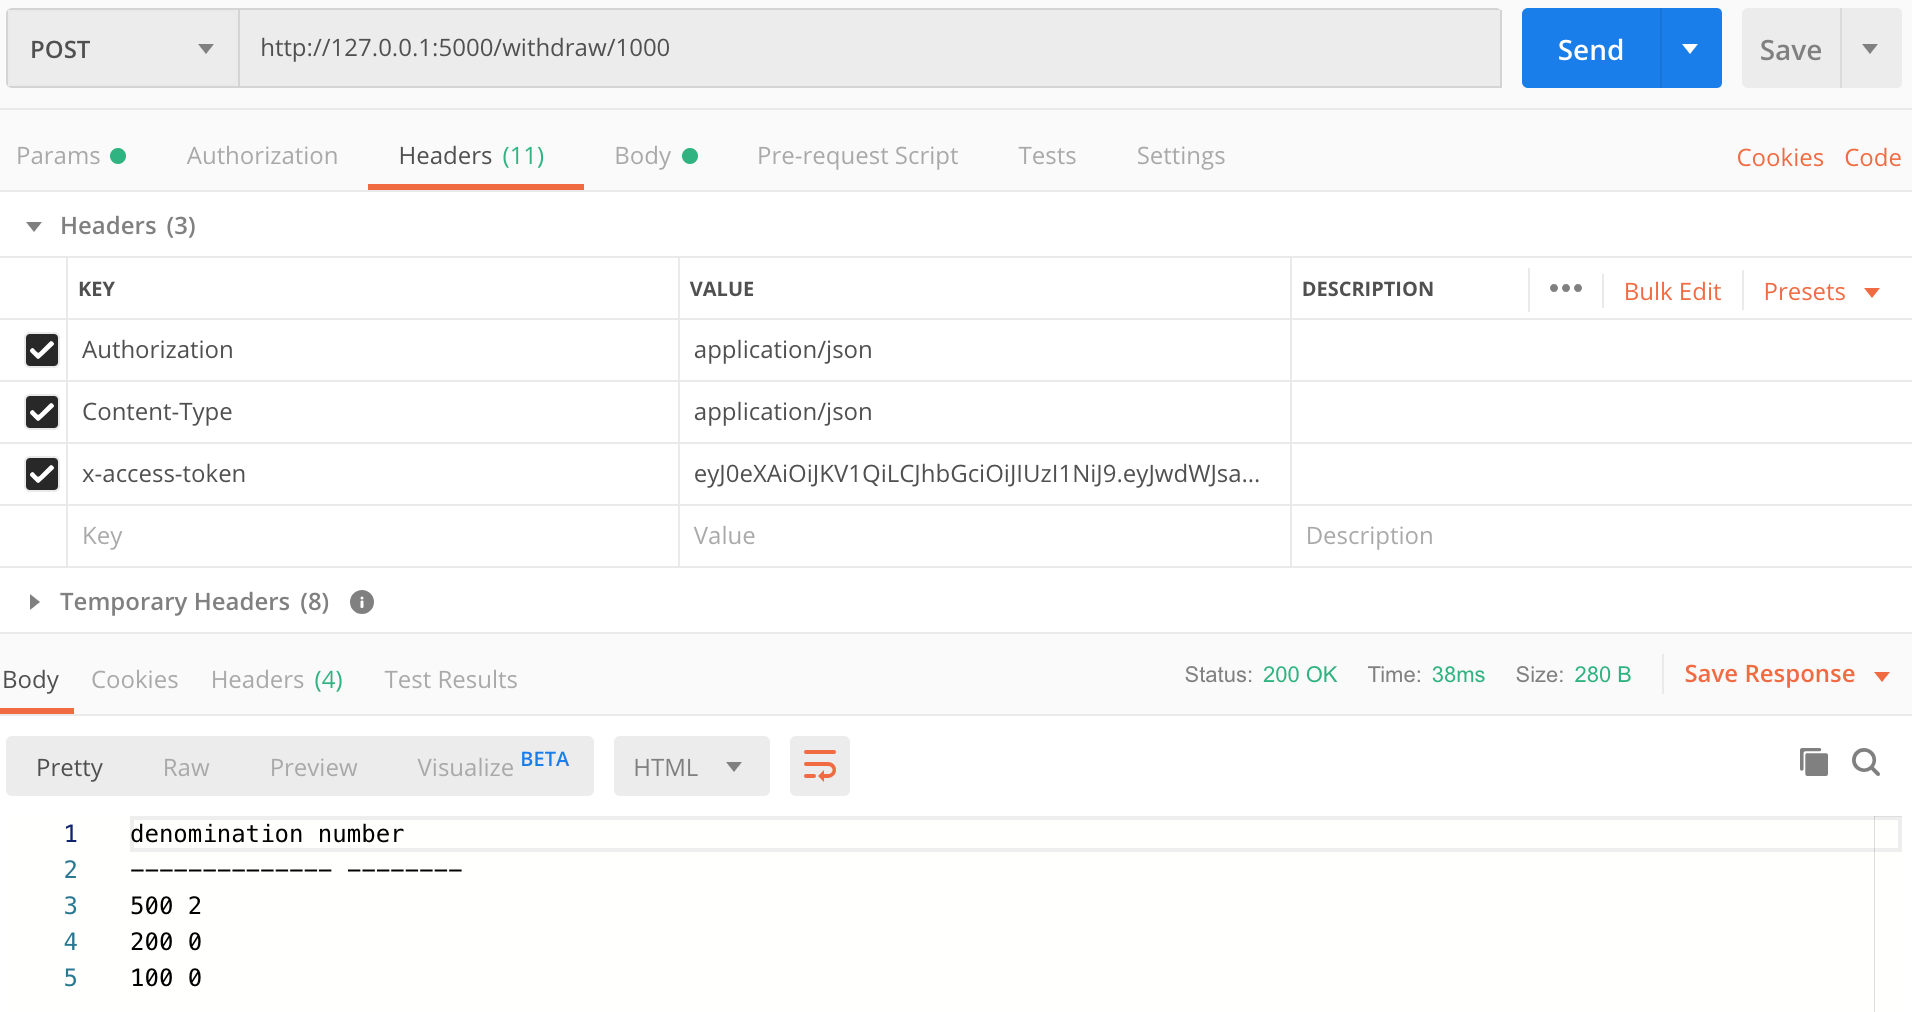 POST http://127.0.0.1:5000/withdraw/1000 Send Save
Params Authorization Headers (11) Body Pre-request Script Tests Settings Cookies Code
Headers (3)
KEY VALUE DESCRIPTION ••• Bulk Edit Presets
Authorization application/json
Content-Type application/json
x-access-token eyJ0eXAiOiJKV1QiLCJhbGciOiJIUzI1NiJ9.eyJwdWJsa...
Key Value Description
Temporary Headers (8) i
Body Cookies Headers (4) Test Results Status: 200 OK Time: 38ms Size: 280 B Save Response
Pretty Raw Preview Visualize BETA HTML
1 denomination number
2 -------------- --------
3 500 2
4 200 0
5 100 0